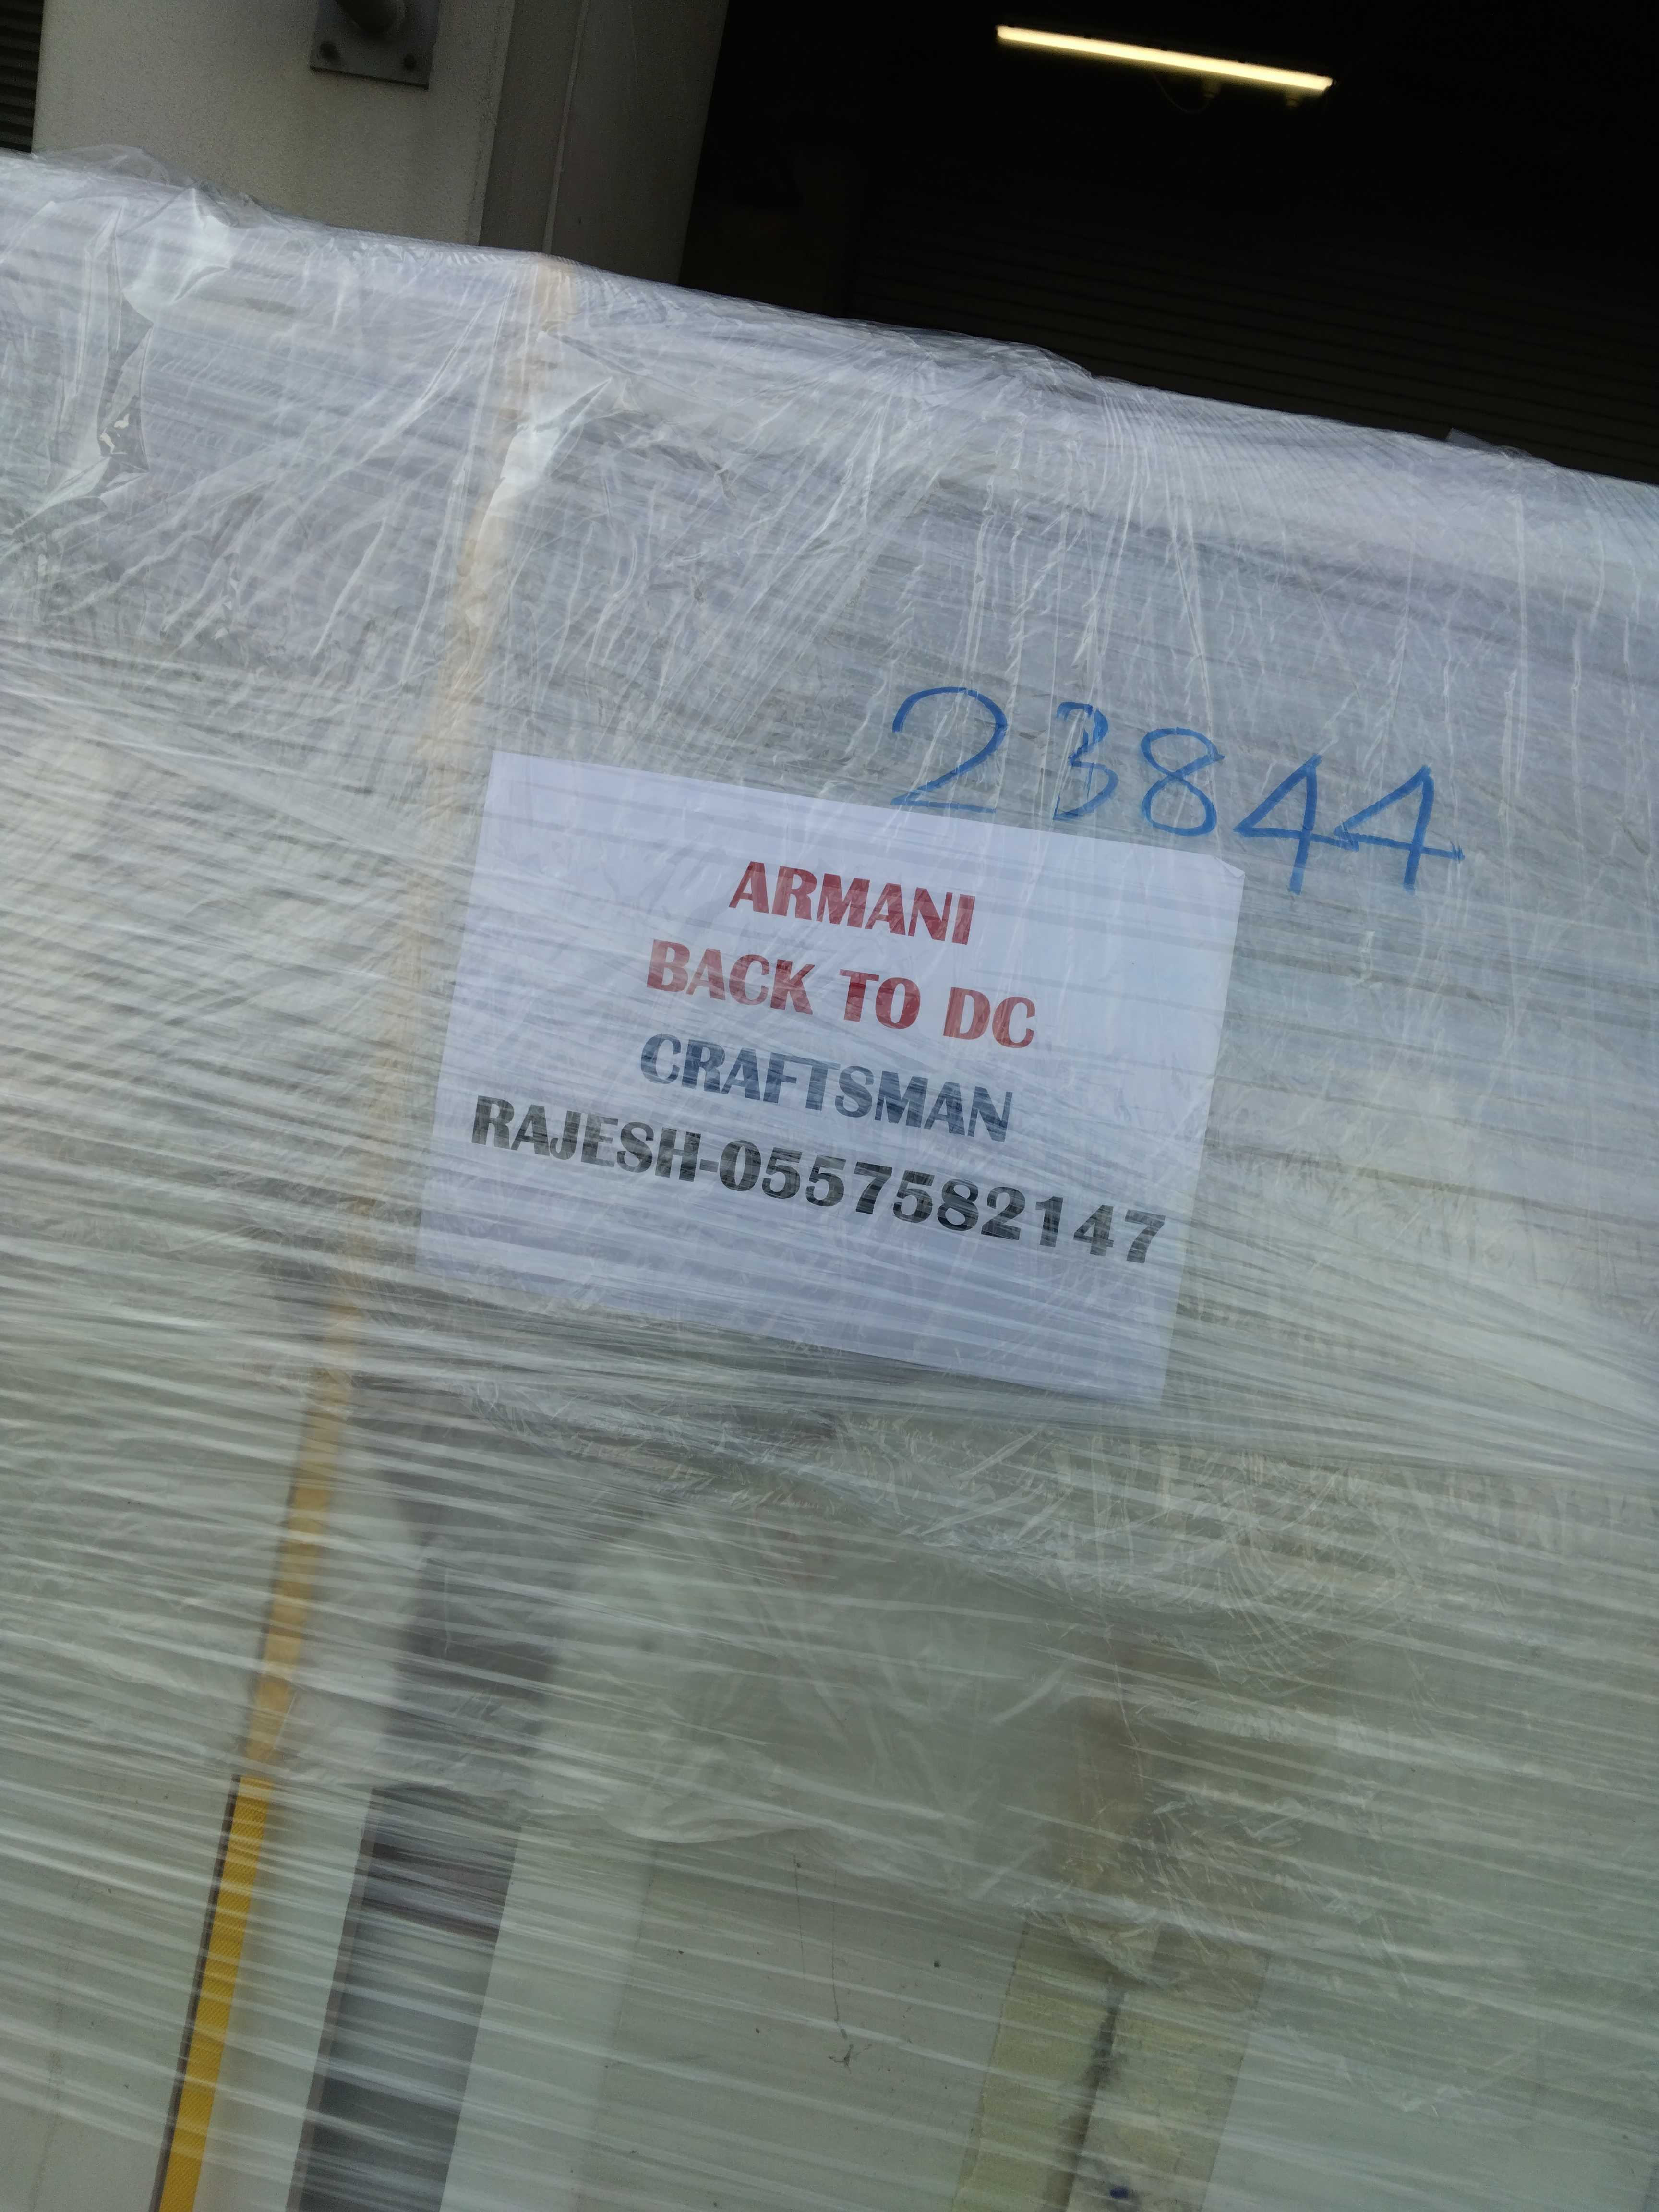 23844
ARMANI
BACK TO DC
CRAFTSMAN
RAJESH-0557582147